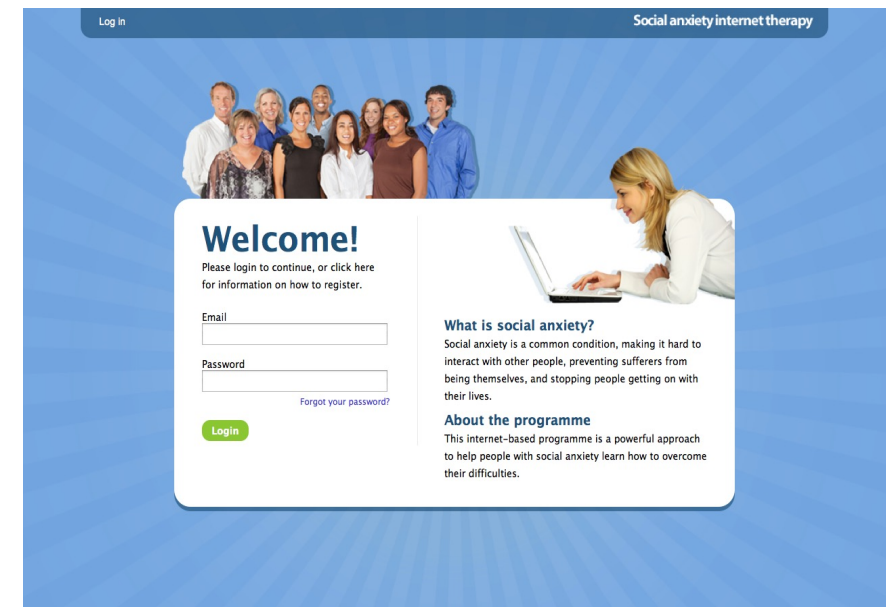 Log in
Social anxiety internet therapy
Welcome!
Please login to continue, or click here
for information on how to register.
Email
Password
Forgot your password?
Login
What is social anxiety?
Social anxiety is a common condition, making it hard to
interact with other people, preventing sufferers from
being themselves, and stopping people getting on with
their lives.
About the programme
This internet-based programme is a powerful approach
to help people with social anxiety learn how to overcome
their difficulties.